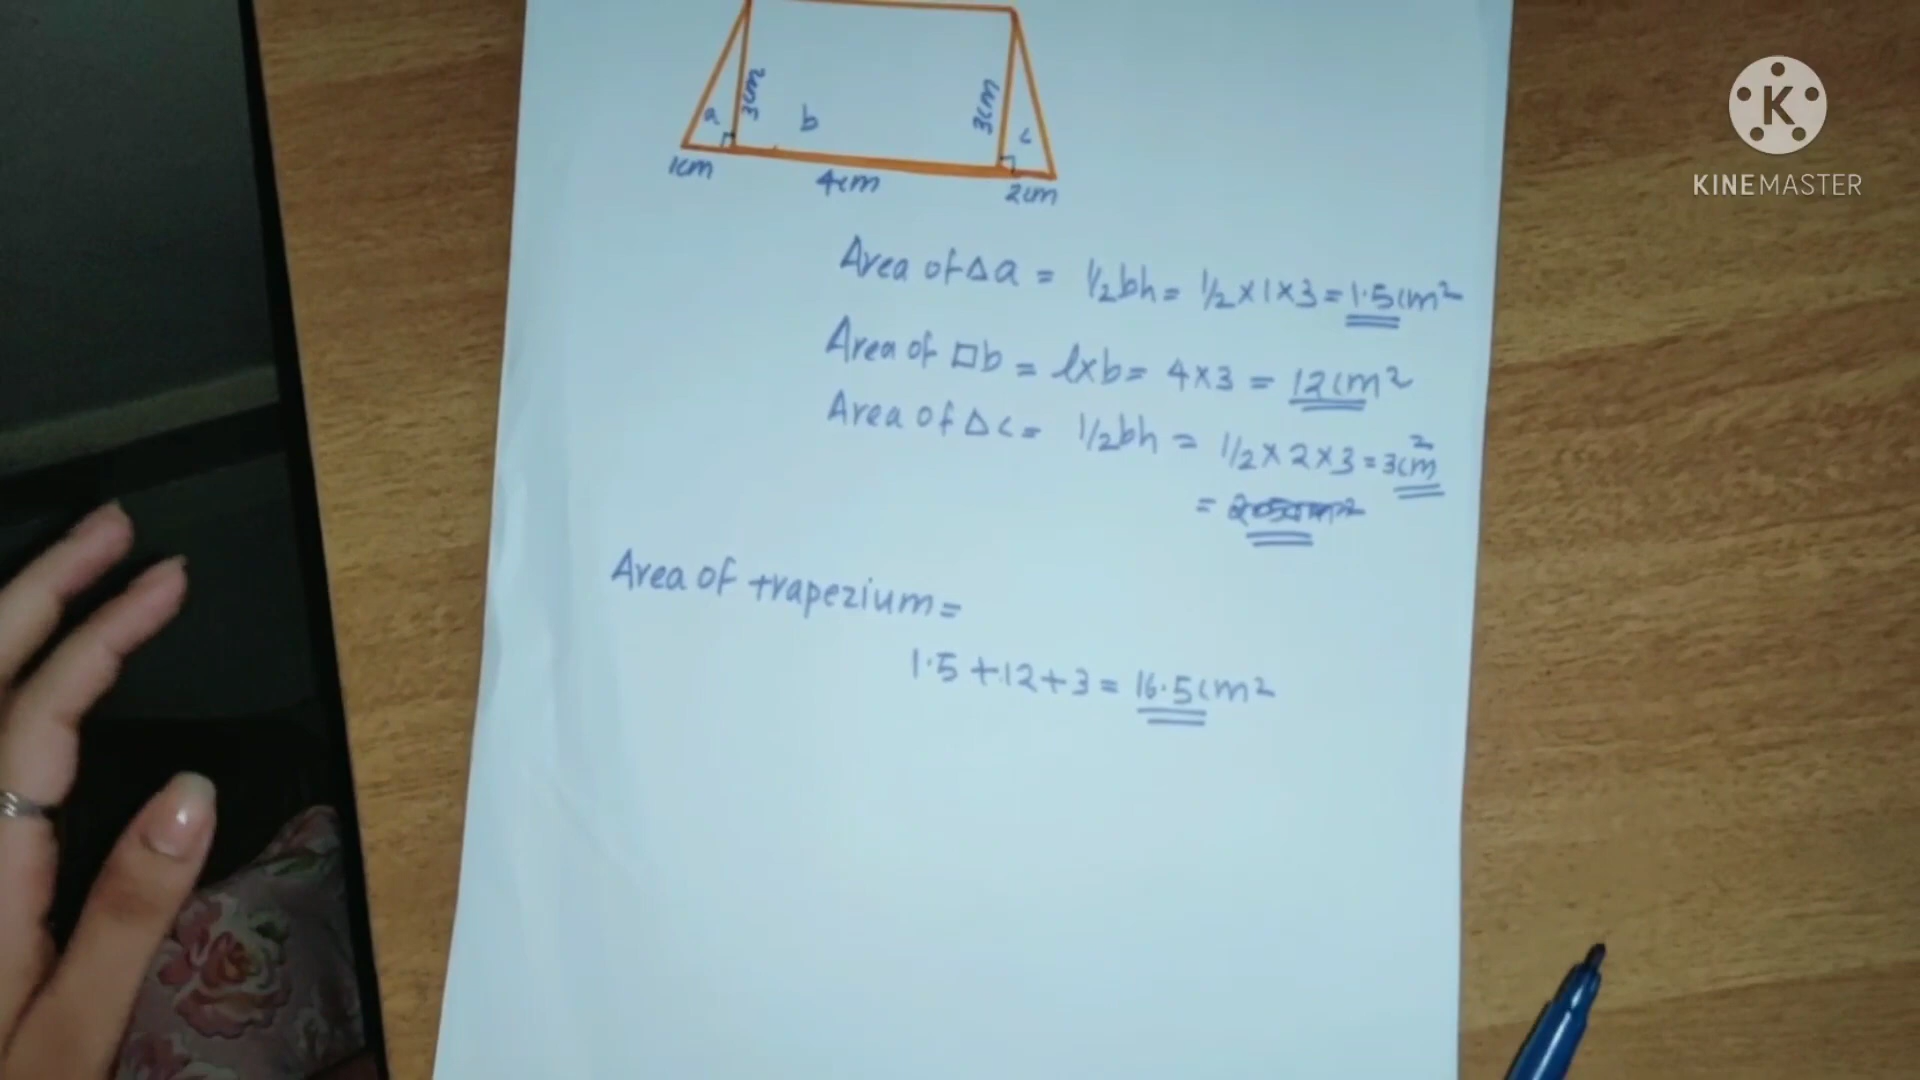 3cm
3cm
a
b
c
1cm
4cm
2cm
Area of Δa = 1/2bh = 1/2 × 1 × 3 = 1.5cm²
Area of ▭b = l×b = 4×3 = 12cm²
Area of Δc = 1/2bh = 1/2 × 2 × 3 = 3cm²
=
Area of trapezium =
1.5 + 12 + 3 = 16.5cm²
K
KINEMASTER